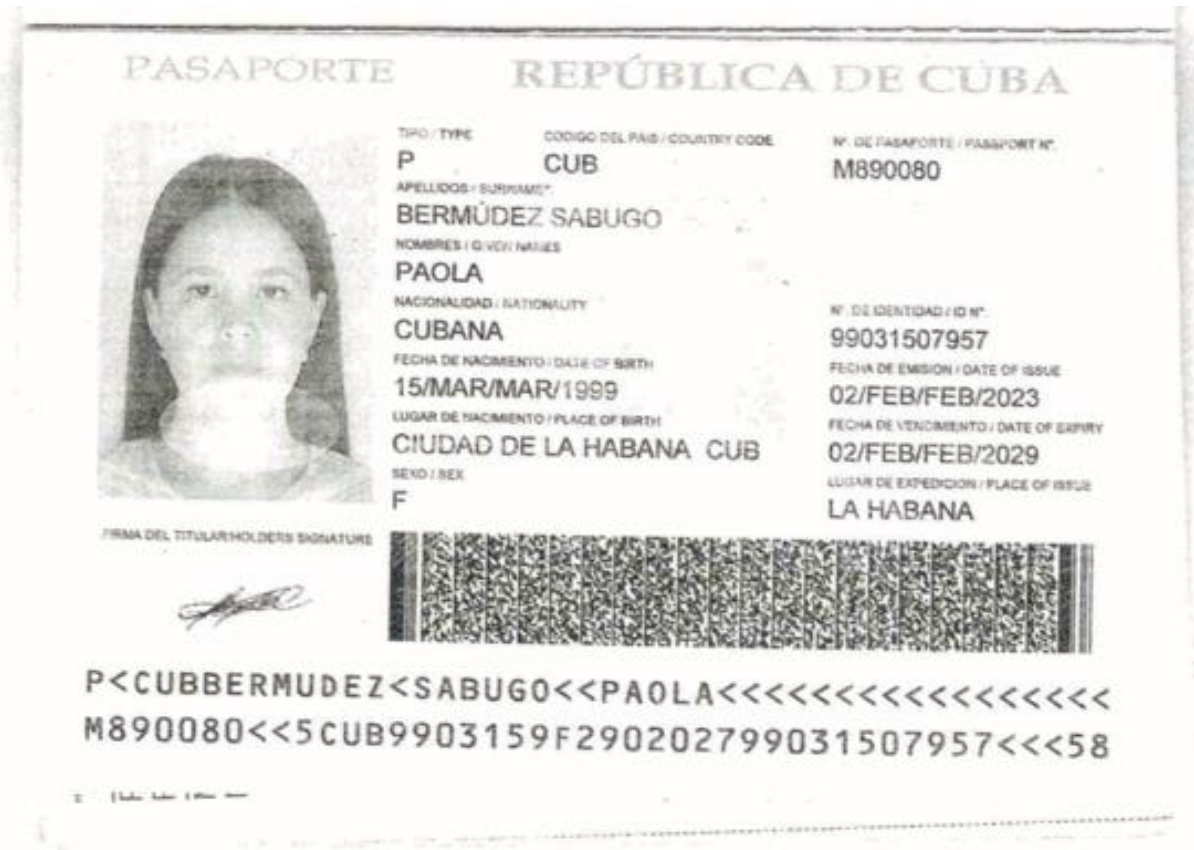 PASAPORTE REPÚBLICA DE CUBA
TIPO / TYPE CODIGO DEL PAIS / COUNTRY CODE Nº. DE PASAPORTE / PASSPORT Nº.
P CUB M890080
APELLIDOS / SURNAMEº.
BERMÚDEZ SABUGO
NOMBRES / GIVEN NAMES
PAOLA
NACIONALIDAD / NATIONALITY Nº. DE IDENTIDAD / ID Nº.
CUBANA 99031507957
FECHA DE NACIMIENTO / DATE OF BIRTH FECHA DE EMISION / DATE OF ISSUE
15/MAR/MAR/1999 02/FEB/FEB/2023
LUGAR DE NACIMIENTO / PLACE OF BIRTH FECHA DE VENCIMIENTO / DATE OF EXPIRY
CIUDAD DE LA HABANA CUB 02/FEB/FEB/2029
SEXO / SEX LUGAR DE EXPEDICION / PLACE OF ISSUE
F LA HABANA
FIRMA DEL TITULAR/HOLDERS SIGNATURE
P<CUBBERMUDEZ<SABUGO<<PAOLA<<<<<<<<<<<<<<<<<
M890080<<5CUB9903159F29020279903150​7957<<<58